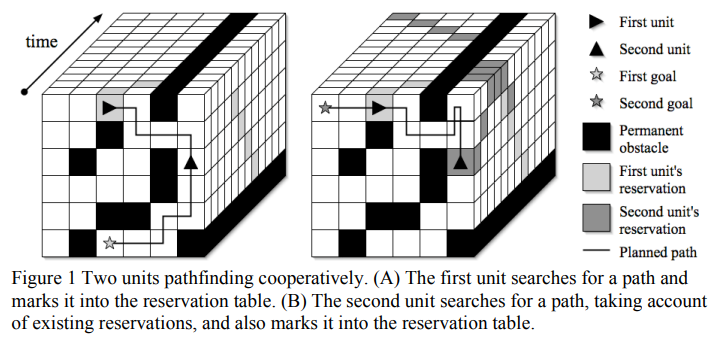 time
First unit
Second unit
First goal
Second goal
Permanent
obstacle
First unit's
reservation
Second unit's
reservation
Planned path
Figure 1 Two units pathfinding cooperatively. (A) The first unit searches for a path and
marks it into the reservation table. (B) The second unit searches for a path, taking account
of existing reservations, and also marks it into the reservation table.